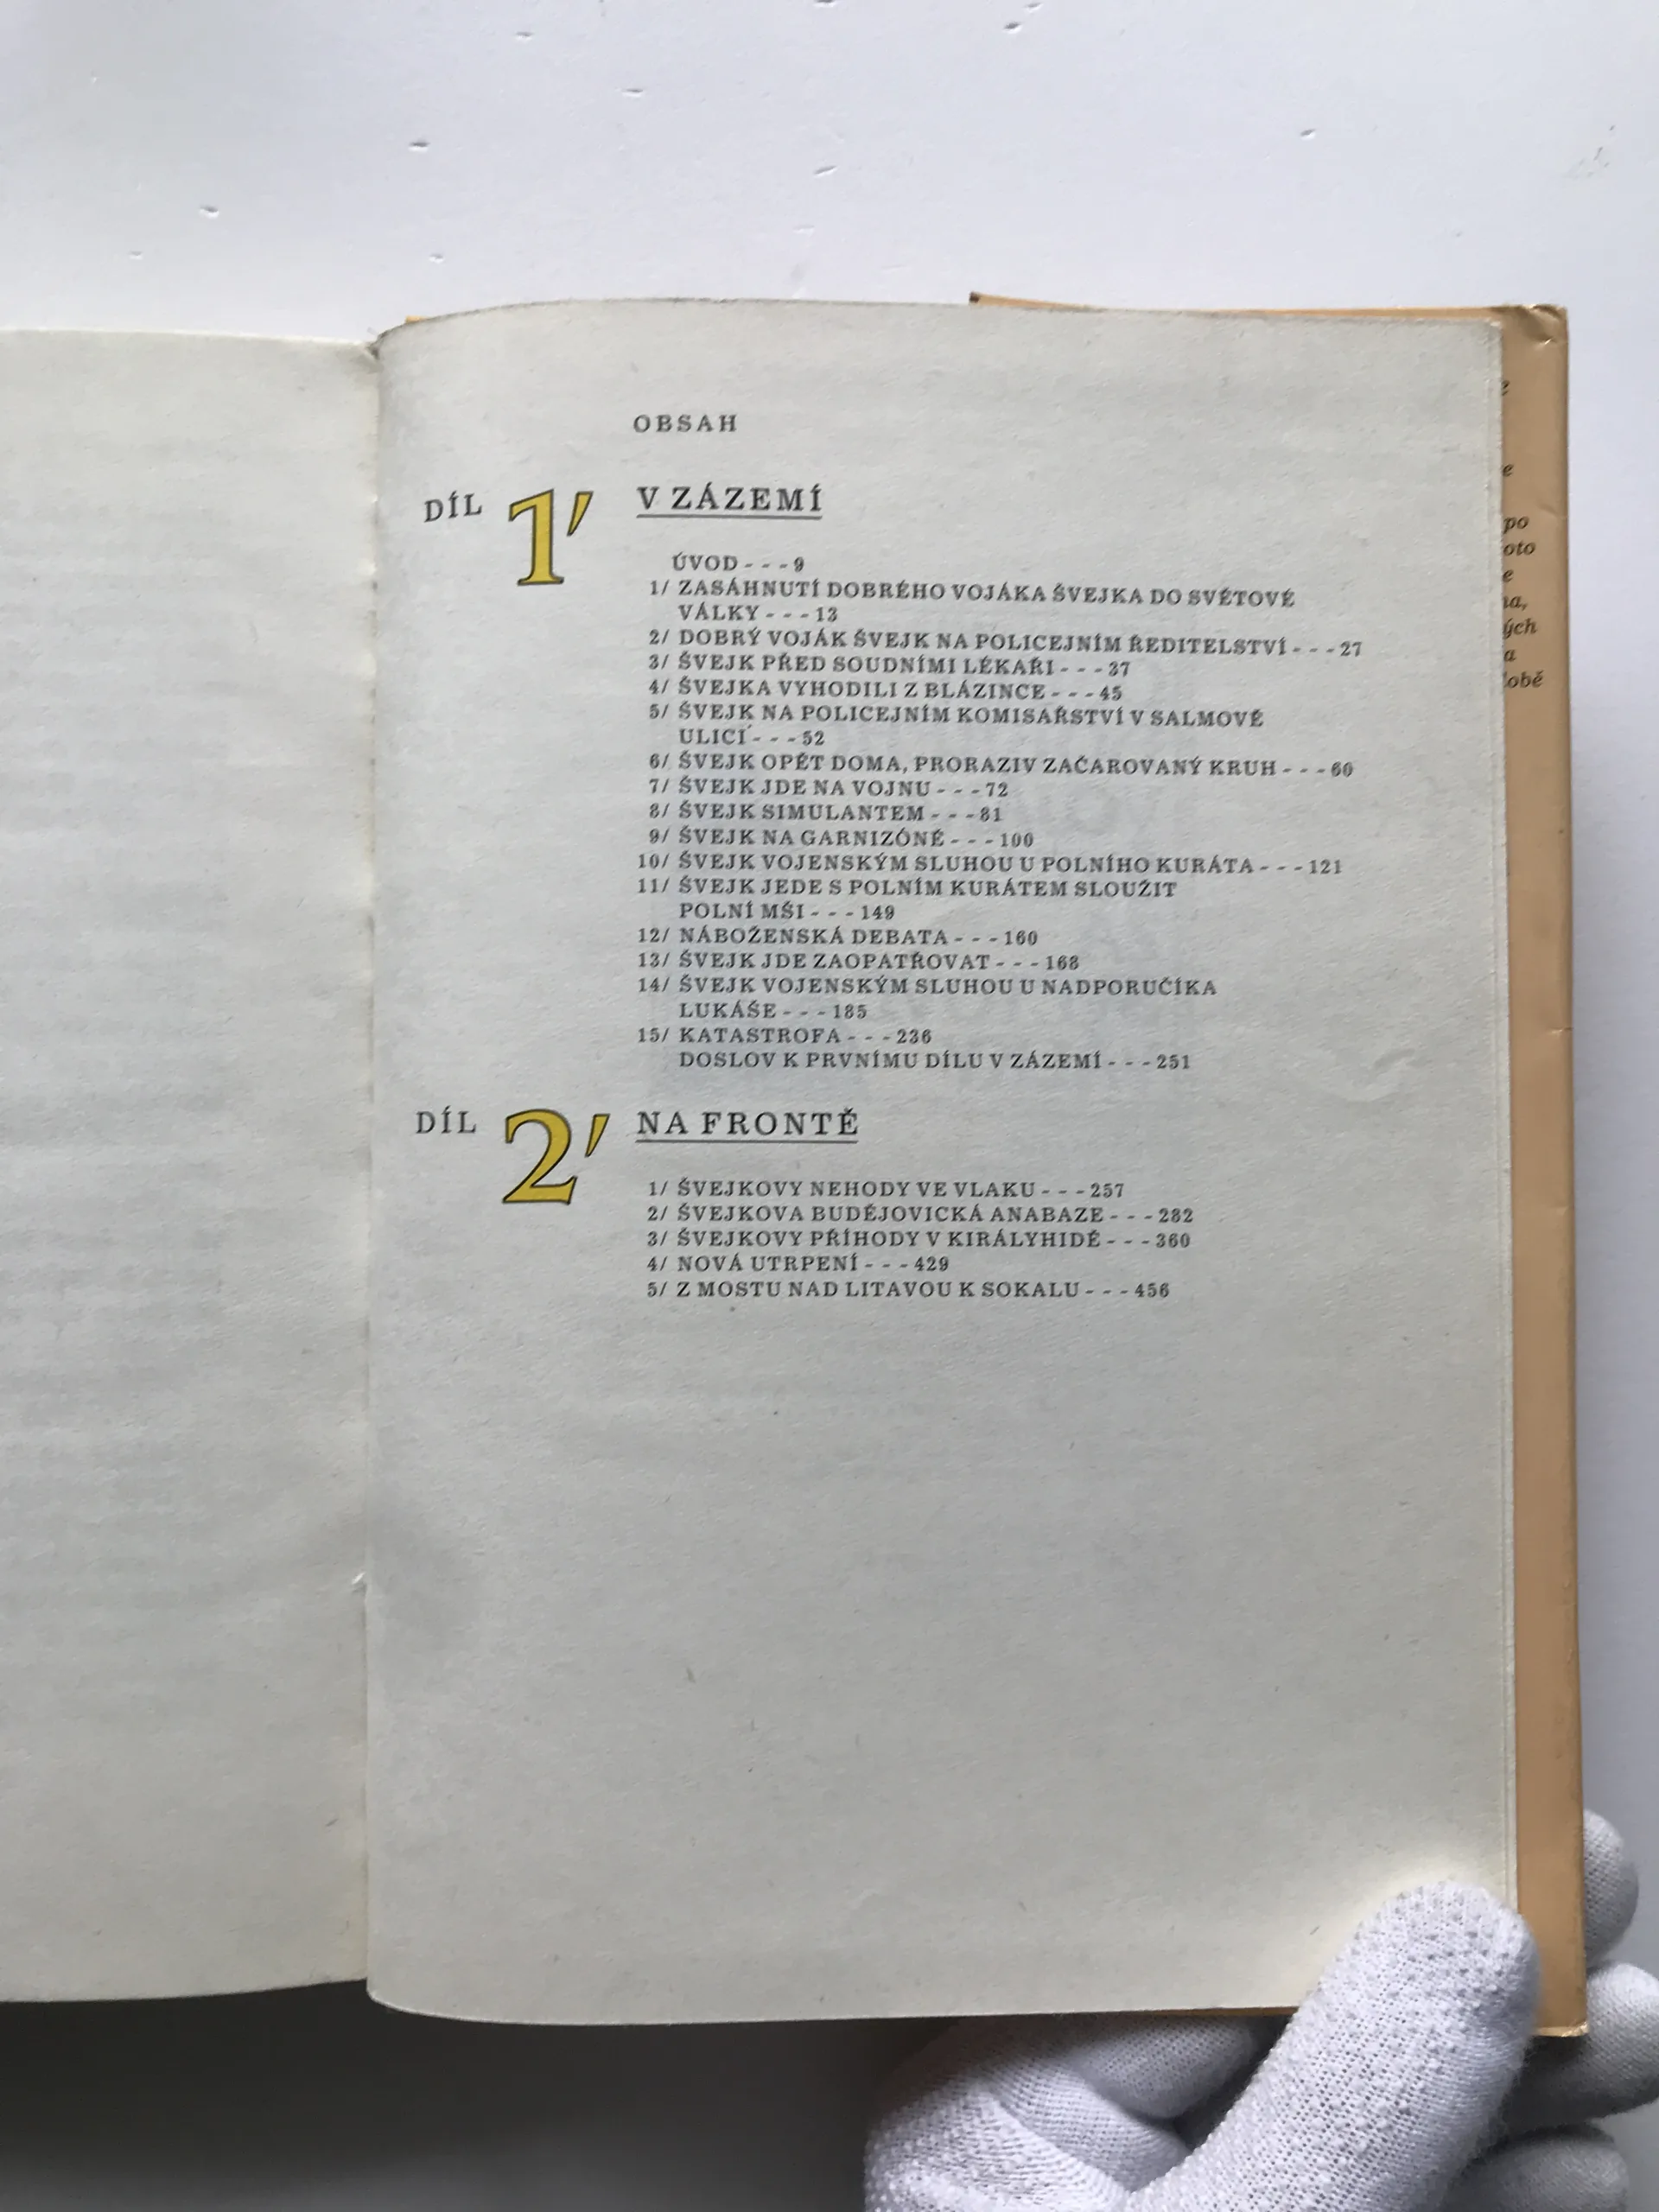 OBSAH
DÍL 1' V ZÁZEMÍ
ÚVOD - - - 9
1/ ZASÁHNUTÍ DOBRÉHO VOJÁKA ŠVEJKA DO SVĚTOVÉ
VÁLKY - - - 13
2/ DOBRÝ VOJÁK ŠVEJK NA POLICEJNÍM ŘEDITELSTVÍ - - - 27
3/ ŠVEJK PŘED SOUDNÍMI LÉKAŘI - - - 37
4/ ŠVEJKA VYHODILI Z BLÁZINCE - - - 45
5/ ŠVEJK NA POLICEJNÍM KOMISAŘSTVÍ V SALMOVĚ
ULICI - - - 52
6/ ŠVEJK OPĚT DOMA, PRORAZIV ZAČAROVANÝ KRUH - - - 60
7/ ŠVEJK JDE NA VOJNU - - - 72
8/ ŠVEJK SIMULANTEM - - - 81
9/ ŠVEJK NA GARNIZÓNĚ - - - 100
10/ ŠVEJK VOJENSKÝM SLUHOU U POLNÍHO KURÁTA - - - 121
11/ ŠVEJK JEDE S POLNÍM KURÁTEM SLOUŽIT
POLNÍ MŠI - - - 149
12/ NÁBOŽENSKÁ DEBATA - - - 160
13/ ŠVEJK JDE ZAOPATŘOVAT - - - 168
14/ ŠVEJK VOJENSKÝM SLUHOU U NADPORUČÍKA
LUKÁŠE - - - 185
15/ KATASTROFA - - - 236
DOSLOV K PRVNÍMU DÍLU V ZÁZEMÍ - - - 251
DÍL 2' NA FRONTĚ
1/ ŠVEJKOVY NEHODY VE VLAKU - - - 257
2/ ŠVEJKOVA BUDĚJOVICKÁ ANABAZE - - - 282
3/ ŠVEJKOVY PŘÍHODY V KIRÁLYHIDĚ - - - 360
4/ NOVÁ UTRPENÍ - - - 429
5/ Z MOSTU NAD LITAVOU K SOKALU - - - 456
po